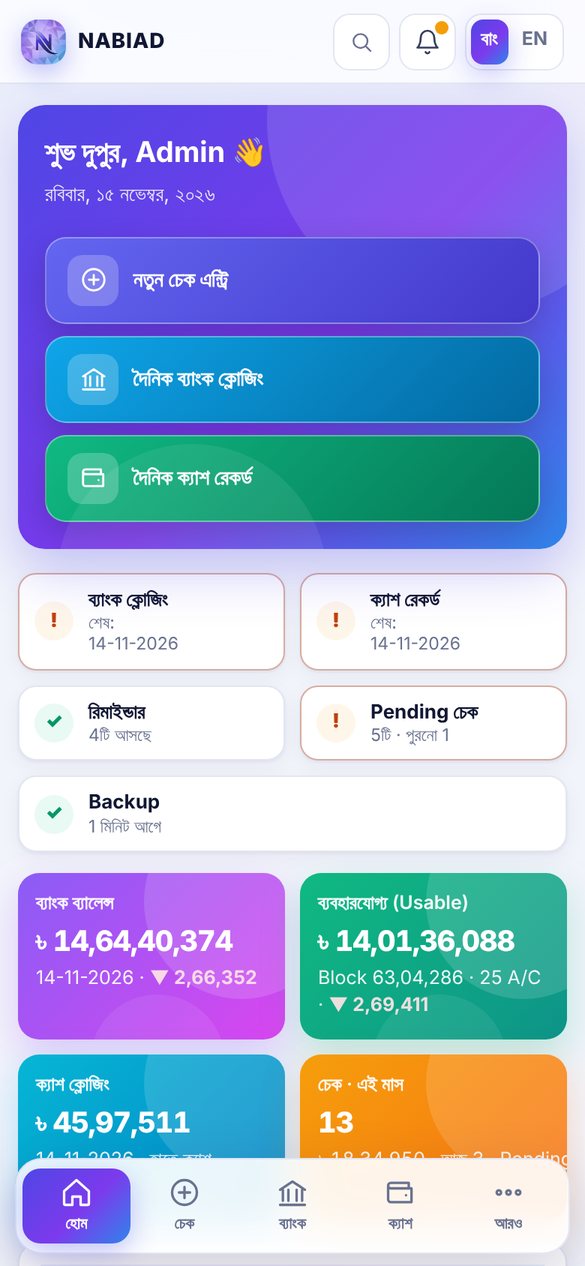 NABIAD
বাং
EN
শুভ দুপুর, Admin 👋
রবিবার, ১৫ নভেম্বর, ২০২৬
নতুন চেক এন্ট্রি
দৈনিক ব্যাংক ক্লোজিং
দৈনিক ক্যাশ রেকর্ড
ব্যাংক ক্লোজিং
শেষ:
14-11-2026
ক্যাশ রেকর্ড
শেষ:
14-11-2026
রিমাইন্ডার
4টি আসছে
Pending চেক
5টি · পুরনো 1
Backup
1 মিনিট আগে
ব্যাংক ব্যালেন্স
৳ 14,64,40,374
14-11-2026 · ▼ 2,66,352
ব্যবহারযোগ্য (Usable)
৳ 14,01,36,088
Block 63,04,286 · 25 A/C
· ▼ 2,69,411
ক্যাশ ক্লোজিং
৳ 45,97,511
চেক · এই মাস
13
হোম
চেক
ব্যাংক
ক্যাশ
আরও